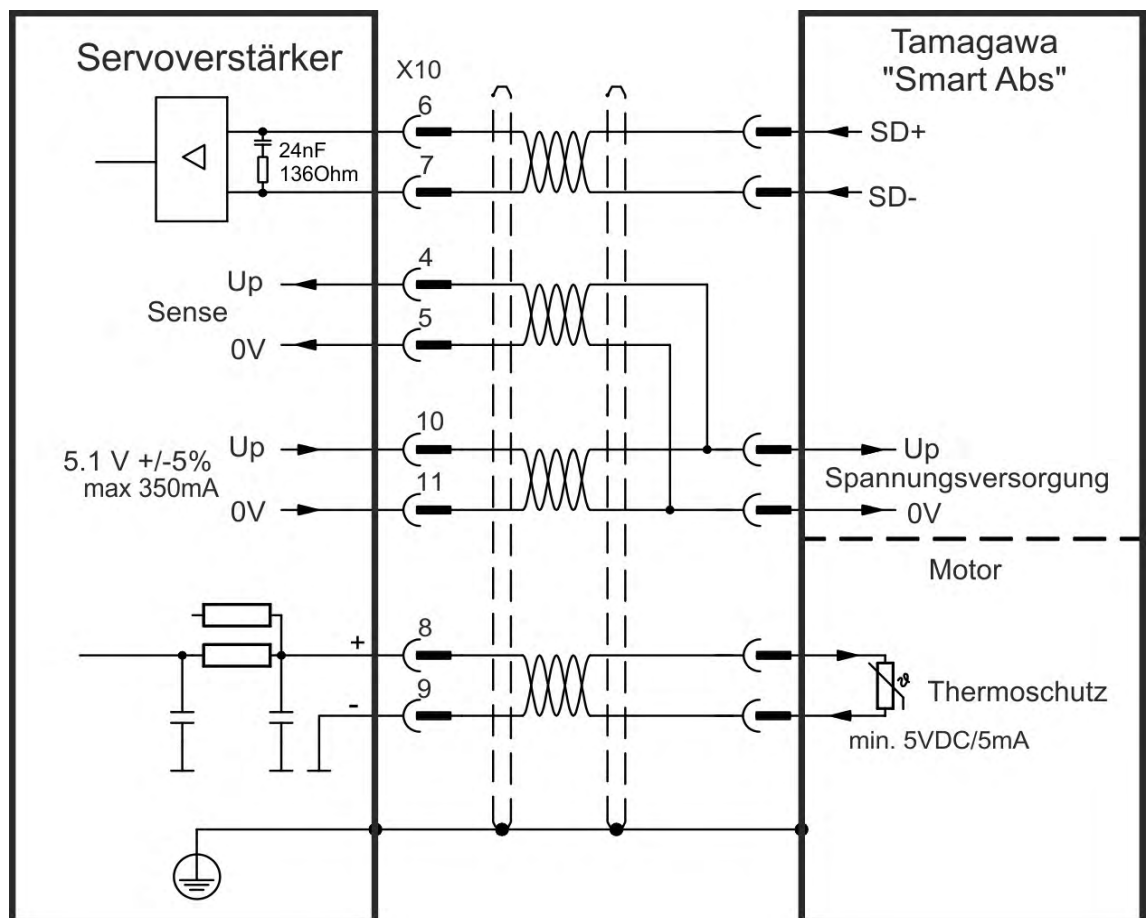 Servoverstärker
X10
Tamagawa
"Smart Abs"
6
SD+
24nF
136Ohm
7
SD-
4
Up
Sense
5
0V
10
Up
Up
5.1 V +/-5%
max 350mA
Spannungsversorgung
11
0V
0V
Motor
8
+
9
-
Thermoschutz
min. 5VDC/5mA